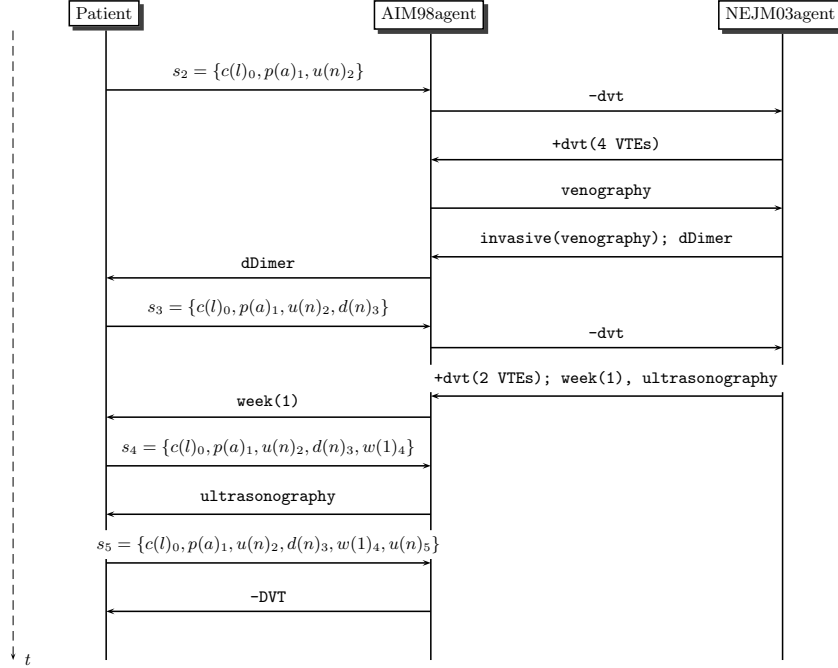 Patient AIM98agent NEJM03agent
s₂ = {c(l)₀, p(a)₁, u(n)₂}
-dvt
+dvt(4 VTEs)
venography
invasive(venography); dDimer
dDimer
s₃ = {c(l)₀, p(a)₁, u(n)₂, d(n)₃}
-dvt
+dvt(2 VTEs); week(1), ultrasonography
week(1)
s₄ = {c(l)₀, p(a)₁, u(n)₂, d(n)₃, w(1)₄}
ultrasonography
s₅ = {c(l)₀, p(a)₁, u(n)₂, d(n)₃, w(1)₄, u(n)₅}
-DVT
t